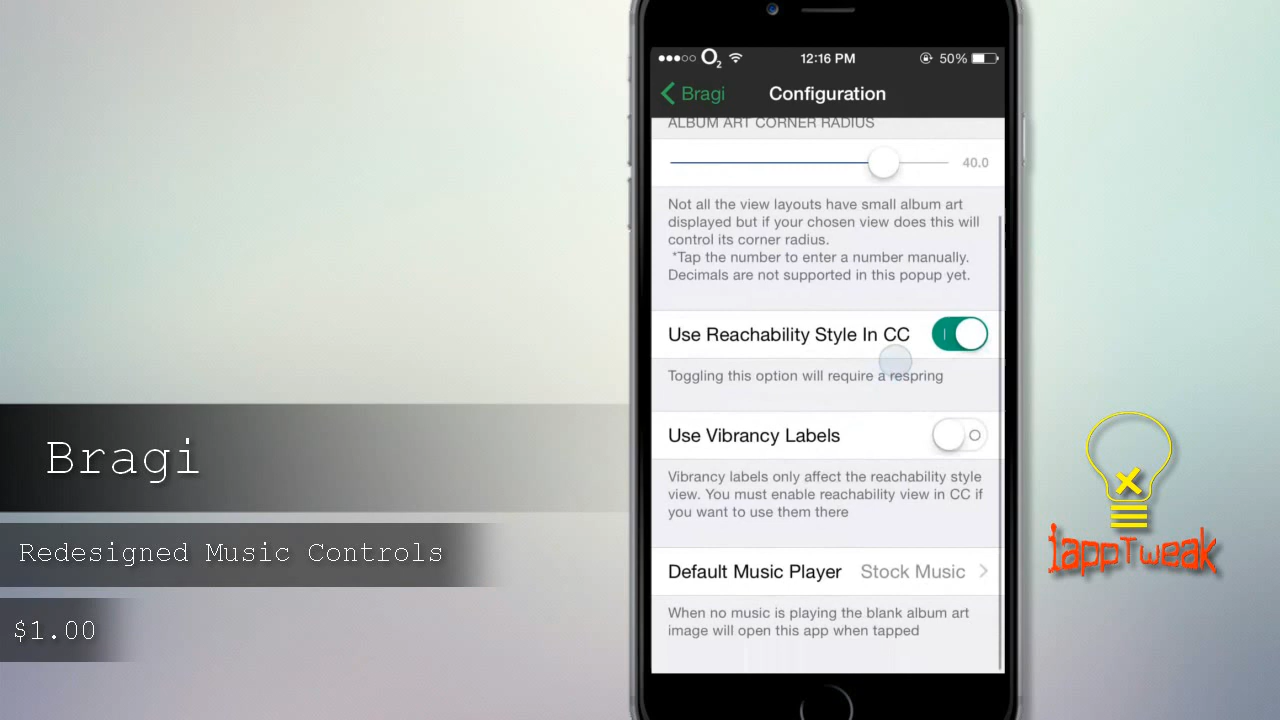 O2
12:16 PM
50%
Bragi
Configuration
ALBUM ART CORNER RADIUS
40.0
Not all the view layouts have small album art
displayed but if your chosen view does this will
control its corner radius.
*Tap the number to enter a number manually.
Decimals are not supported in this popup yet.
Use Reachability Style In CC
Toggling this option will require a respring
Use Vibrancy Labels
Vibrancy labels only affect the reachability style
view. You must enable reachability view in CC if
you want to use them there
Default Music Player Stock Music
When no music is playing the blank album art
image will open this app when tapped
Bragi
Redesigned Music Controls
$1.00
iappTweak